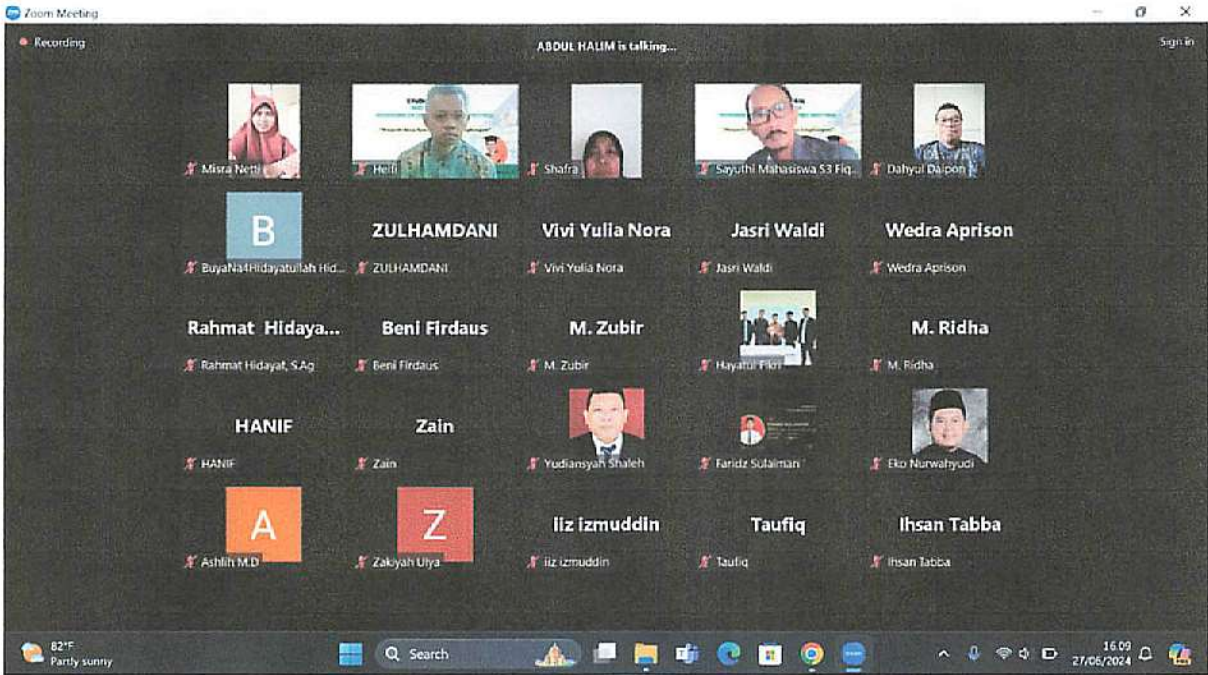 Zoom Meeting
Recording
ABDUL HALIM is talking...
Sign in
Misra Netti
Herli
Shafra
Sayuthi Mahasiswa S3 Fiq...
Dahyul Daipon
B
BuyaNa4Hidayatullah Hid...
ZULHAMDANI
ZULHAMDANI
Vivi Yulia Nora
Vivi Yulia Nora
Jasri Waldi
Jasri Waldi
Wedra Aprison
Wedra Aprison
Rahmat Hidaya...
Rahmat Hidayat, S.Ag
Beni Firdaus
Beni Firdaus
M. Zubir
M. Zubir
Hayatul Fikri
M. Ridha
M. Ridha
HANIF
HANIF
Zain
Zain
Yudiansyah Shaleh
Faridz Sulaiman
Eko Nurwahyudi
A
Ashlih M.D
Z
Zakiyah Ulya
Iiz izmuddin
iiz izmuddin
Taufiq
Taufiq
Ihsan Tabba
Ihsan Tabba
82°F
Partly sunny
Search
16.09
27/06/2024